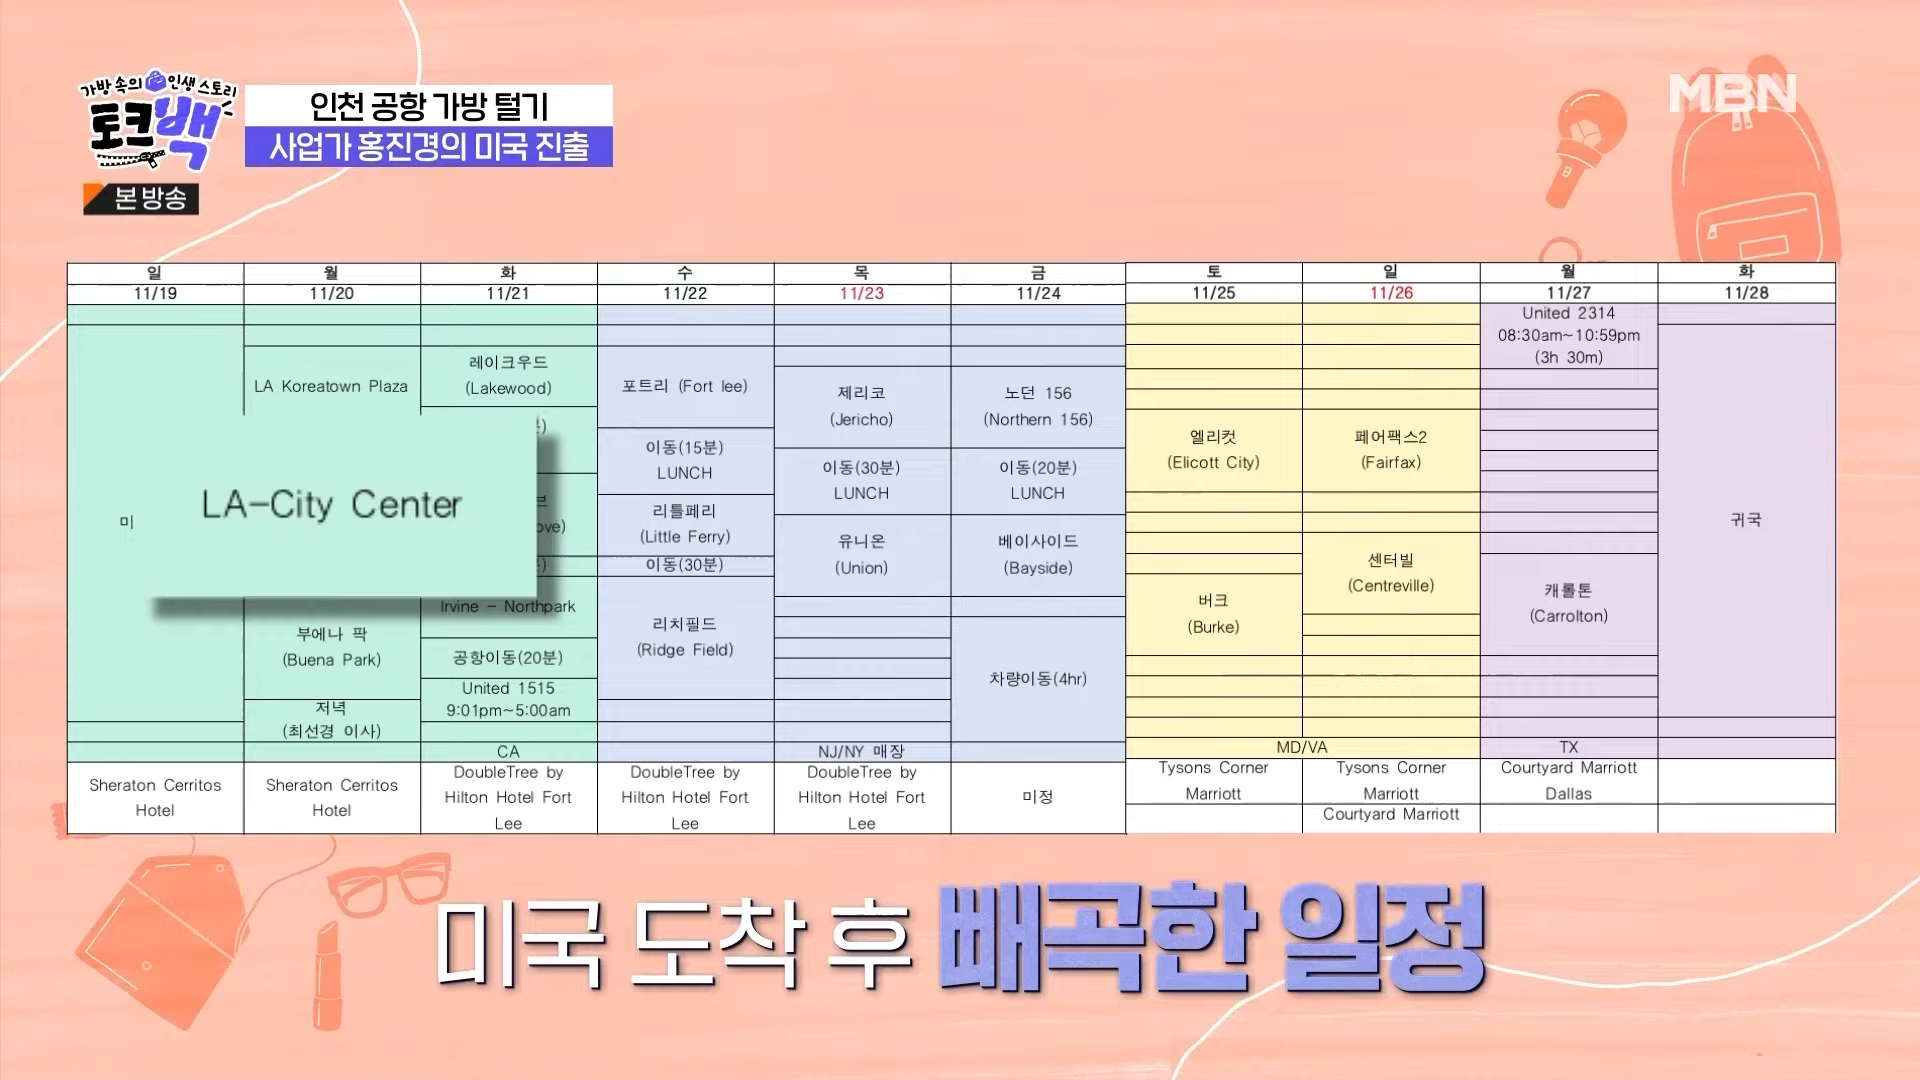 가방 속의 인생 스토리
토크백
본 방송
인천 공항 가방 털기
사업가 홍진경의 미국 진출
MBN
일 월 화 수 목 금 토 일 월 화
11/19 11/20 11/21 11/22 11/23 11/24 11/25 11/26 11/27 11/28
미
Sheraton Cerritos
Hotel
LA Koreatown Plaza
LA-City Center
부에나 팍
(Buena Park)
저녁
(최선경 이사)
Sheraton Cerritos
Hotel
레이크우드
(Lakewood)
Irvine - Northpark
공항이동(20분)
United 1515
9:01pm~5:00am
CA
DoubleTree by
Hilton Hotel Fort
Lee
포트리 (Fort lee)
이동(15분)
LUNCH
리틀페리
(Little Ferry)
이동(30분)
리치필드
(Ridge Field)
DoubleTree by
Hilton Hotel Fort
Lee
제리코
(Jericho)
이동(30분)
LUNCH
유니온
(Union)
NJ/NY 매장
DoubleTree by
Hilton Hotel Fort
Lee
노던 156
(Northern 156)
이동(20분)
LUNCH
베이사이드
(Bayside)
차량이동(4hr)
미정
엘리컷
(Elicott City)
버크
(Burke)
MD/VA
Tysons Corner
Marriott
페어팩스2
(Fairfax)
센터빌
(Centreville)
Tysons Corner
Marriott
Courtyard Marriott
United 2314
08:30am~10:59pm
(3h 30m)
캐롤톤
(Carrolton)
TX
Courtyard Marriott
Dallas
귀국
미국 도착 후 빼곡한 일정